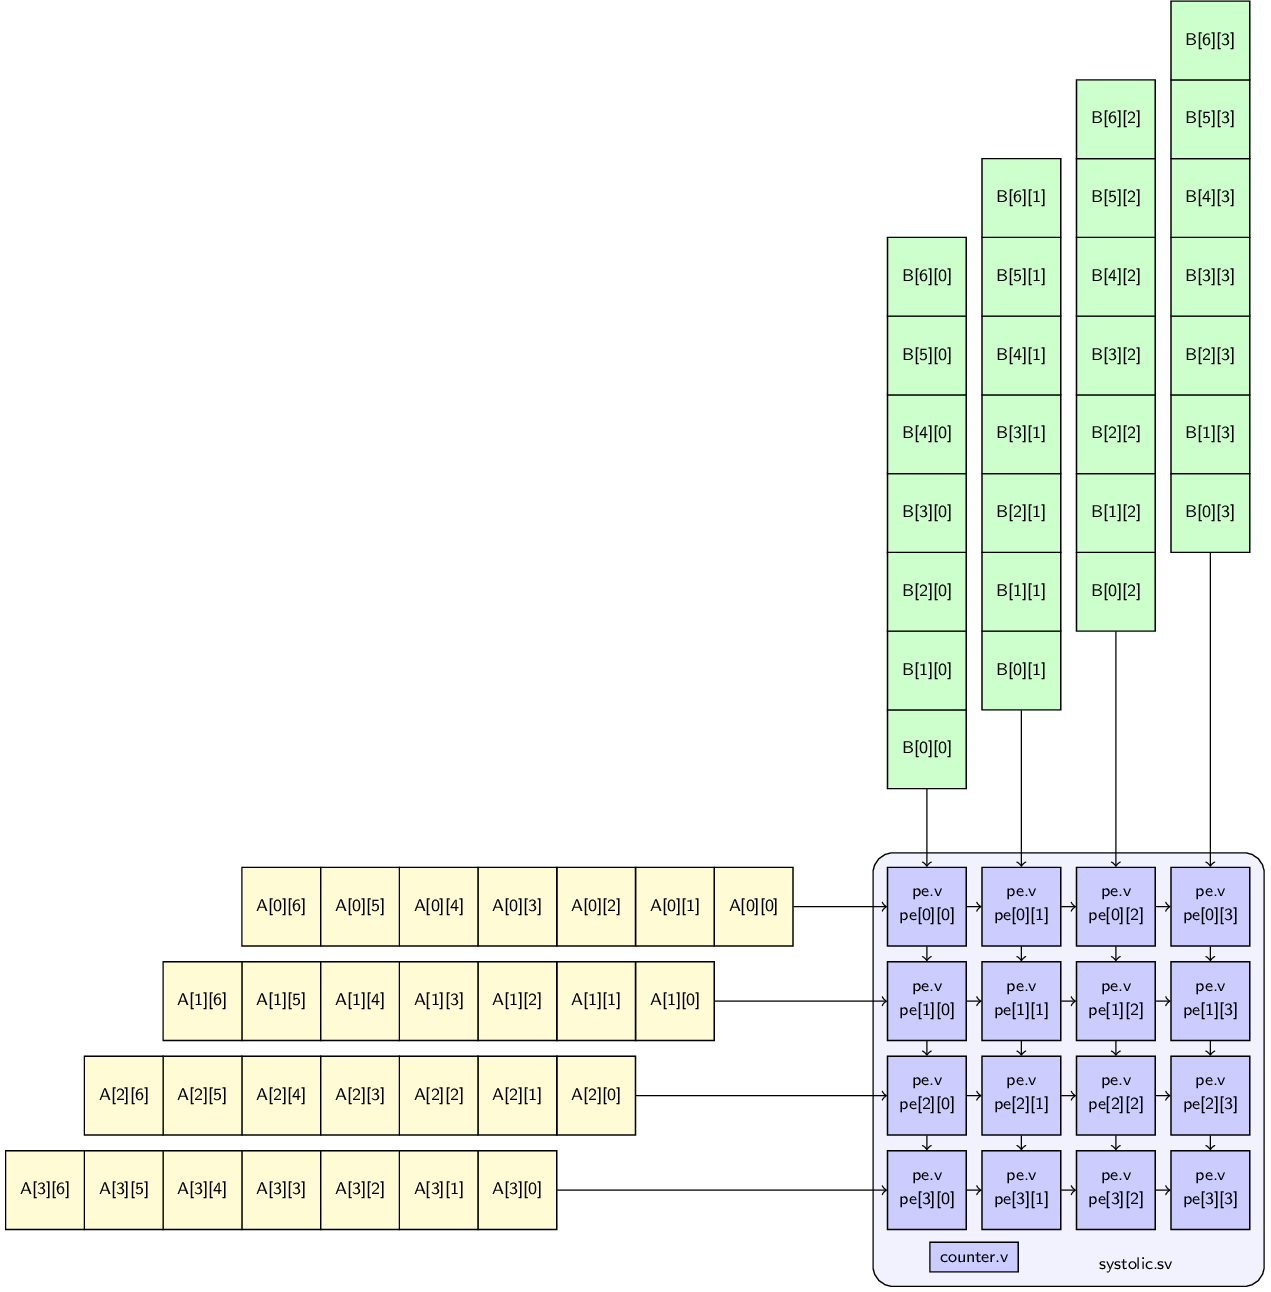 B[6][3]
B[6][2]
B[5][3]
B[6][1]
B[5][2]
B[4][3]
B[6][0]
B[5][1]
B[4][2]
B[3][3]
B[5][0]
B[4][1]
B[3][2]
B[2][3]
B[4][0]
B[3][1]
B[2][2]
B[1][3]
B[3][0]
B[2][1]
B[1][2]
B[0][3]
B[2][0]
B[1][1]
B[0][2]
B[1][0]
B[0][1]
B[0][0]
A[0][6]
A[0][5]
A[0][4]
A[0][3]
A[0][2]
A[0][1]
A[0][0]
pe.v
pe[0][0]
pe.v
pe[0][1]
pe.v
pe[0][2]
pe.v
pe[0][3]
A[1][6]
A[1][5]
A[1][4]
A[1][3]
A[1][2]
A[1][1]
A[1][0]
pe.v
pe[1][0]
pe.v
pe[1][1]
pe.v
pe[1][2]
pe.v
pe[1][3]
A[2][6]
A[2][5]
A[2][4]
A[2][3]
A[2][2]
A[2][1]
A[2][0]
pe.v
pe[2][0]
pe.v
pe[2][1]
pe.v
pe[2][2]
pe.v
pe[2][3]
A[3][6]
A[3][5]
A[3][4]
A[3][3]
A[3][2]
A[3][1]
A[3][0]
pe.v
pe[3][0]
pe.v
pe[3][1]
pe.v
pe[3][2]
pe.v
pe[3][3]
counter.v
systolic.sv